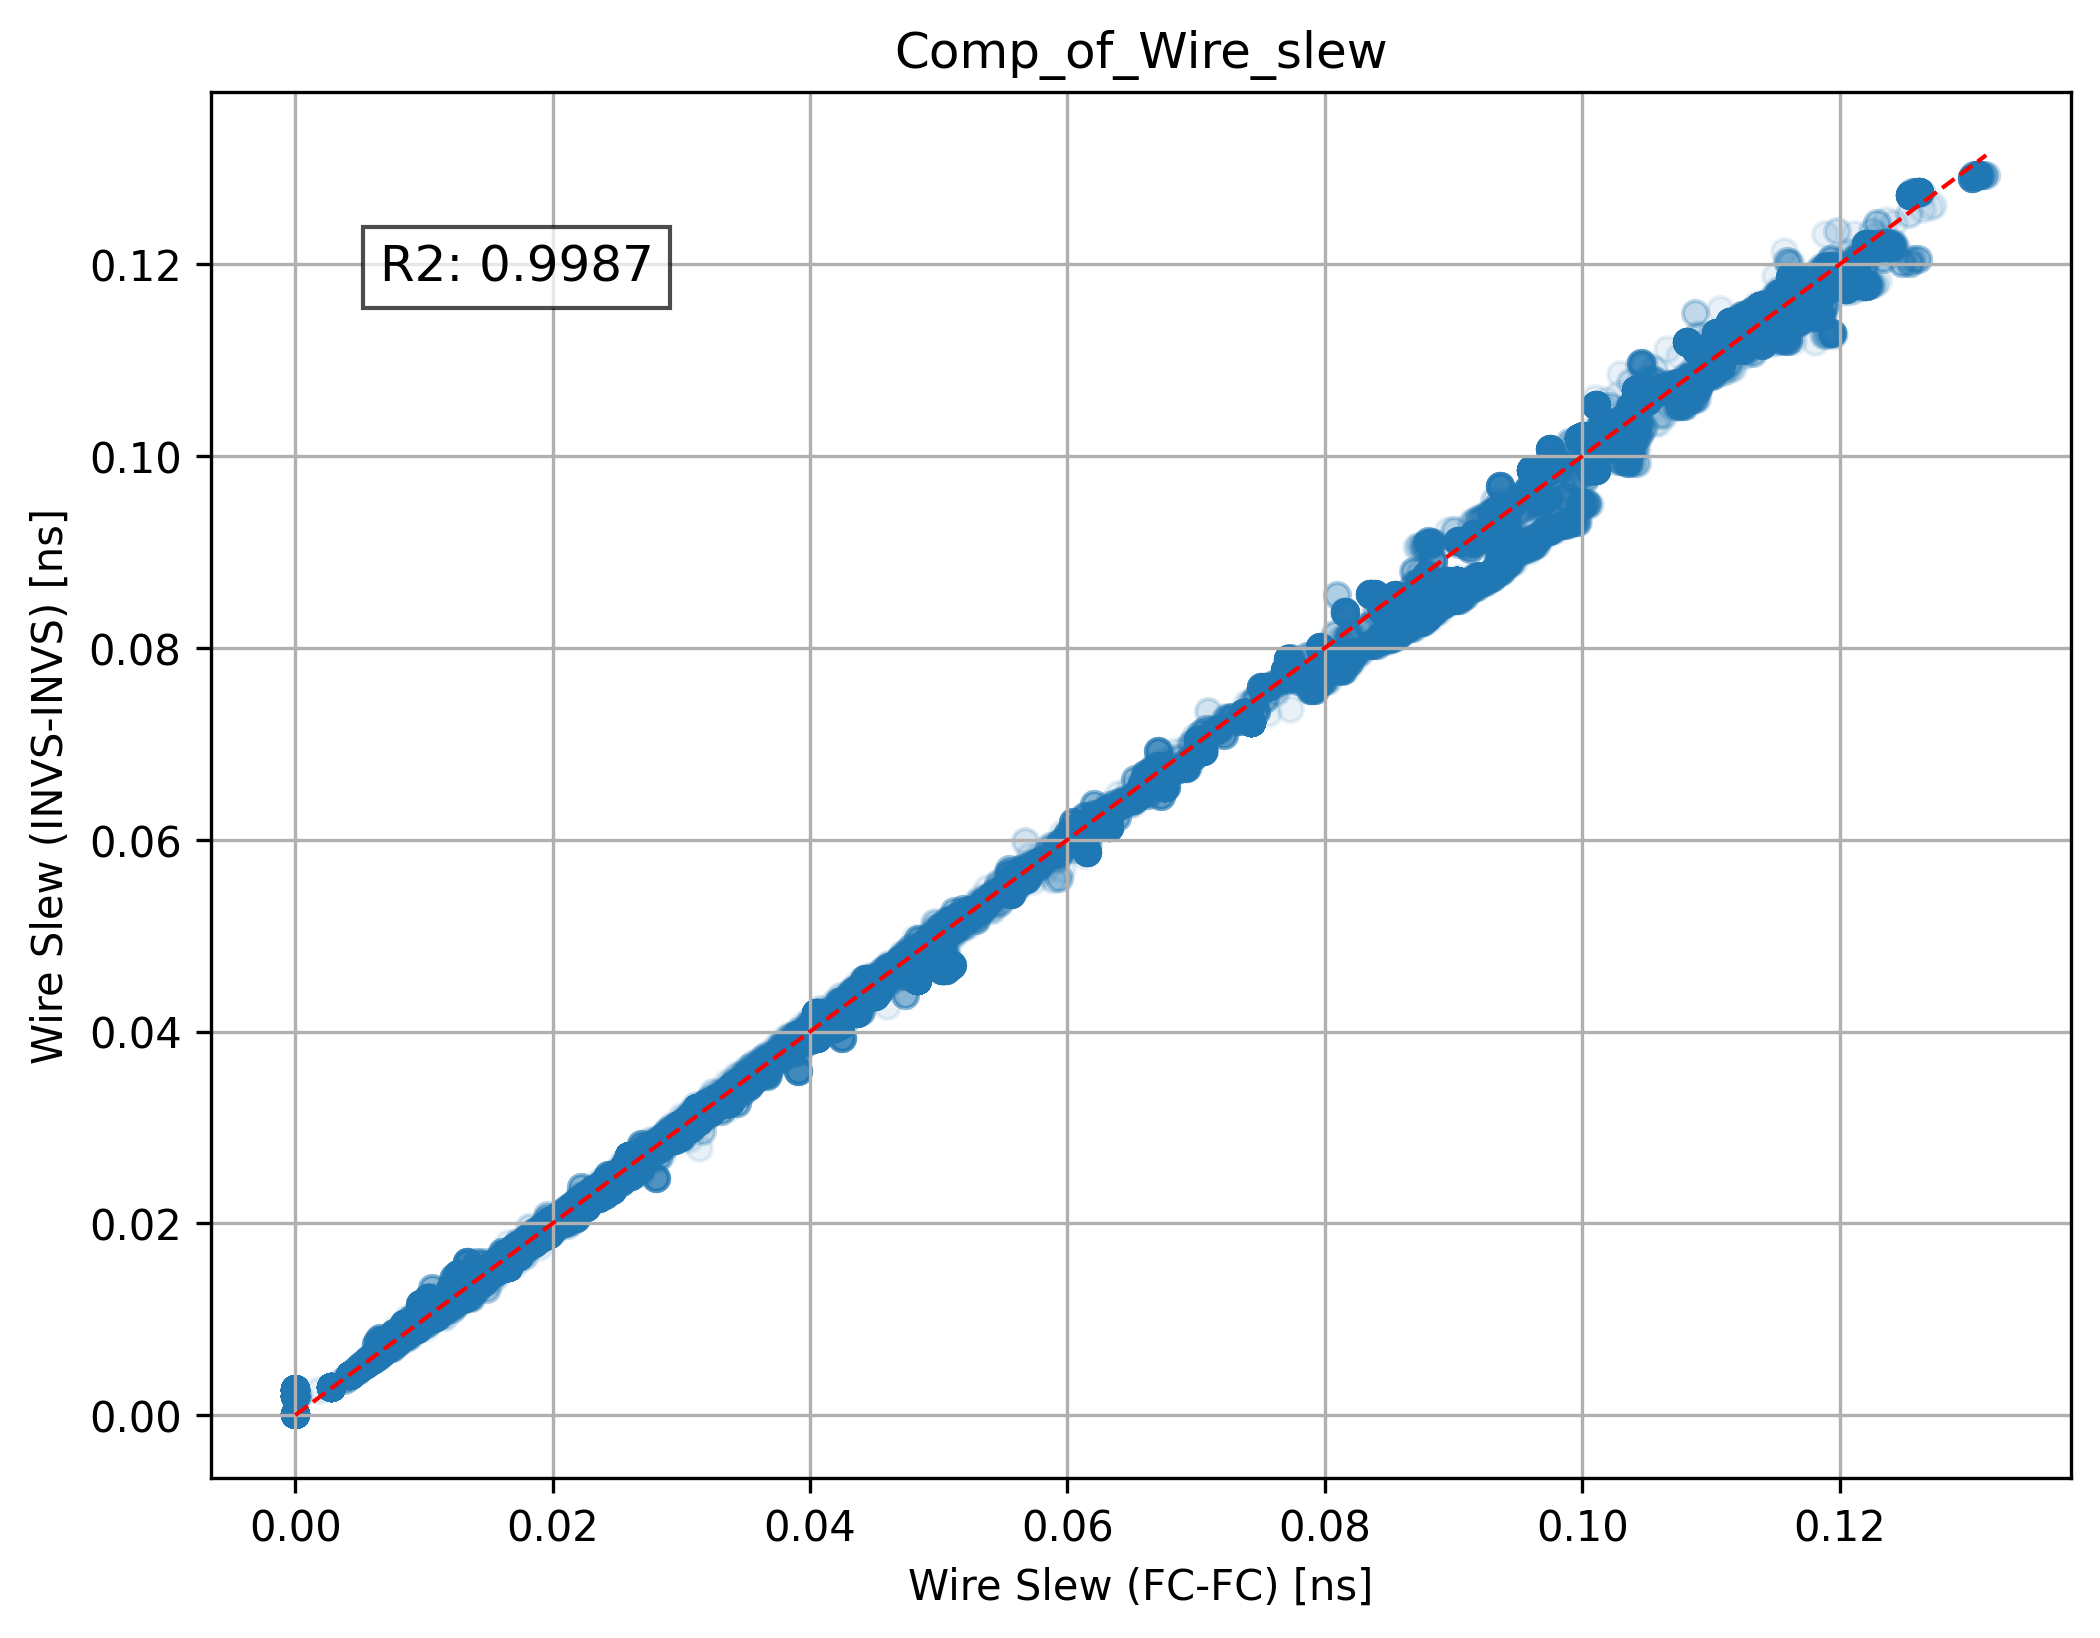 Comp_of_Wire_slew
R2: 0.9987
Wire Slew (INVS-INVS) [ns]
0.12
0.10
0.08
0.06
0.04
0.02
0.00
0.00 0.02 0.04 0.06 0.08 0.10 0.12
Wire Slew (FC-FC) [ns]